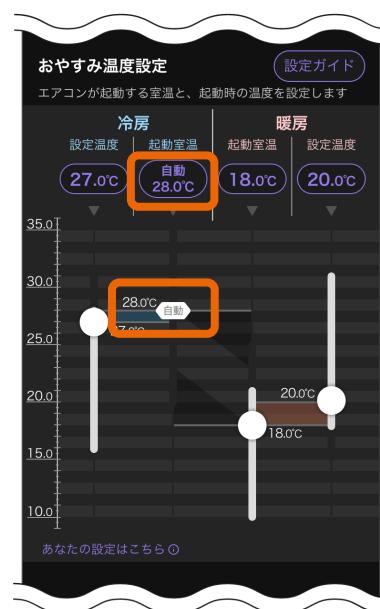 おやすみ温度設定
設定ガイド
エアコンが起動する室温と、起動時の温度を設定します
冷房
暖房
設定温度
起動室温
起動室温
設定温度
27.0℃
自動
28.0℃
18.0℃
20.0℃
35.0
30.0
28.0℃
自動
27.0℃
25.0
20.0
20.0℃
18.0℃
15.0
10.0
あなたの設定はこちら